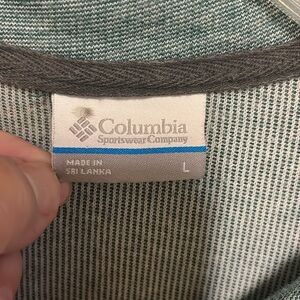 Columbia
Sportswear Company
MADE IN
SRI LANKA
L